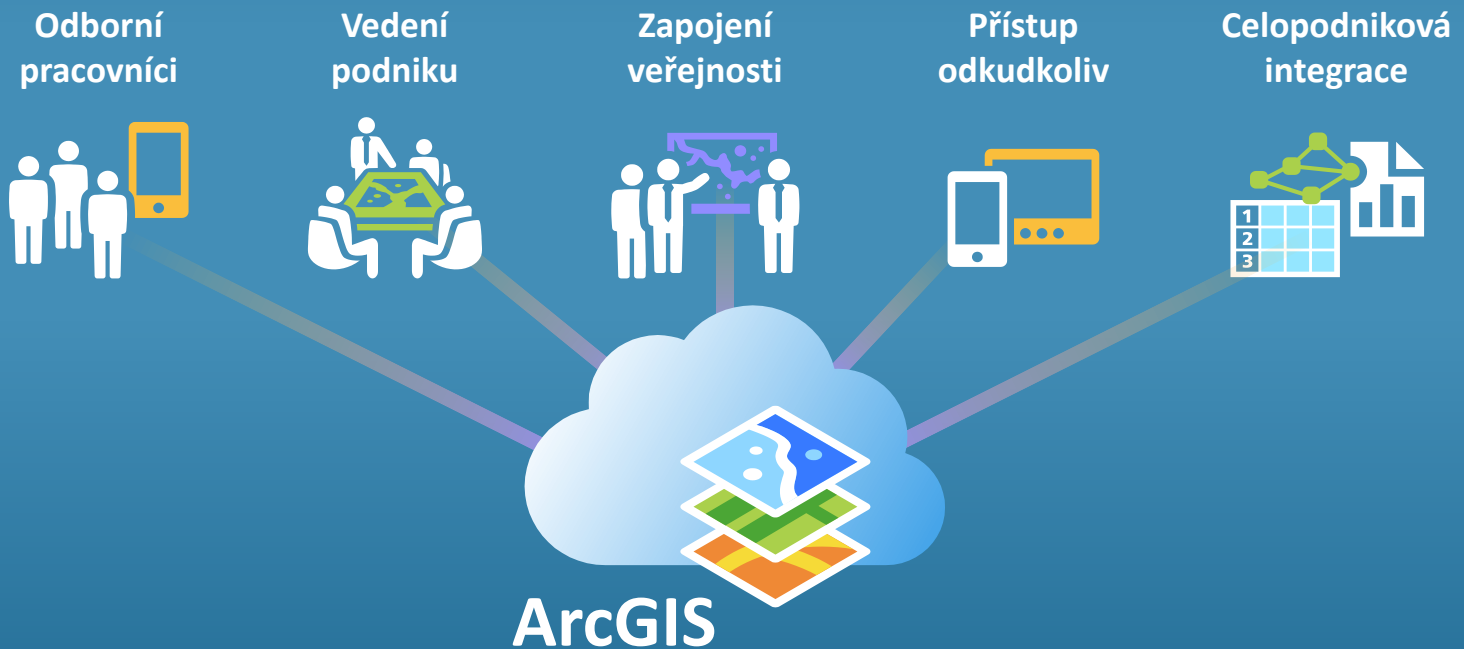 Odborní
pracovníci
Vedení
podniku
Zapojení
veřejnosti
Přístup
odkudkoliv
Celopodniková
integrace
1
2
3
ArcGIS